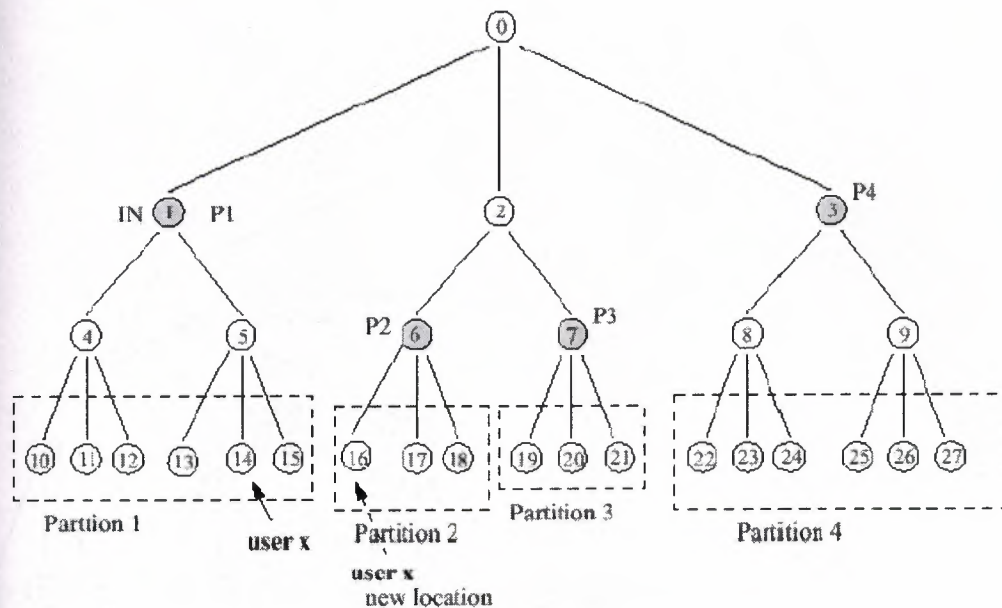 0
IN 1 P1
2
3 P4
4
5
P2 6
7 P3
8
9
10 11 12 13 14 15
16 17 18
19 20 21
22 23 24 25 26 27
Partition 1
user x
Partition 2
Partition 3
Partition 4
user x
new location